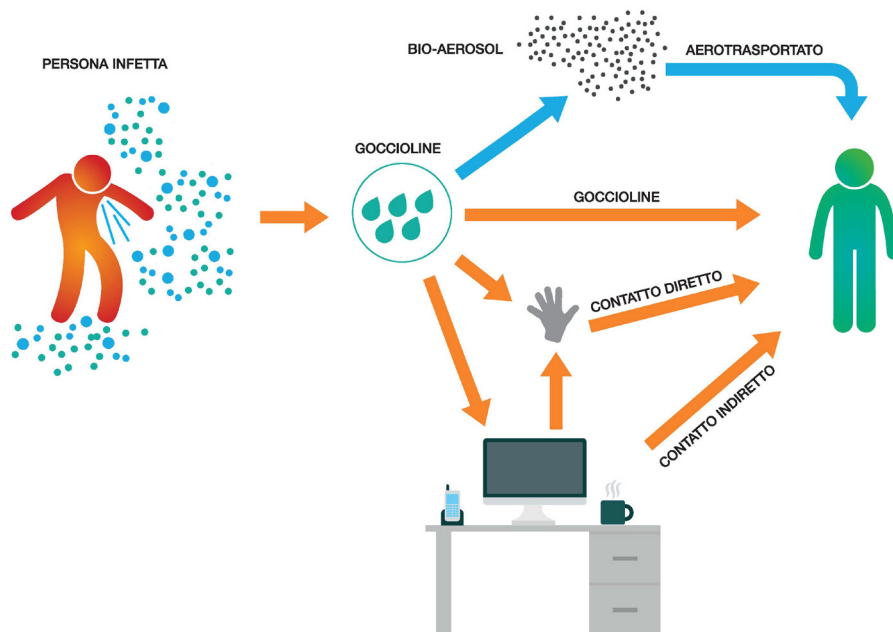 BIO-AEROSOL
AEROTRASPORTATO
PERSONA INFETTA
GOCCIOLINE
GOCCIOLINE
CONTATTO DIRETTO
CONTATTO INDIRETTO